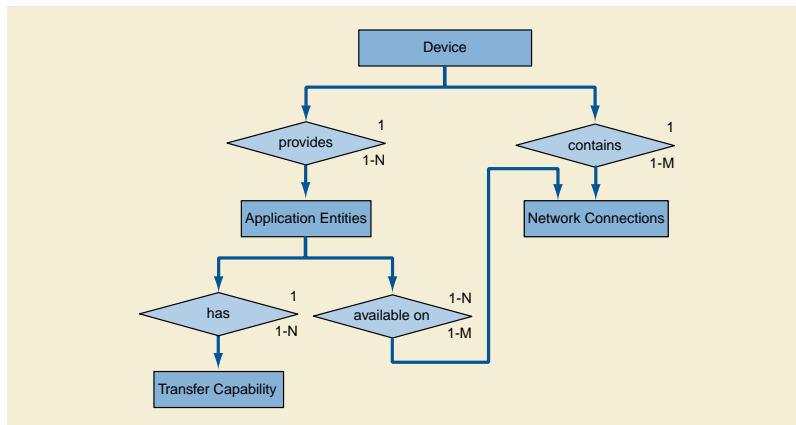 Device
1
provides
1-N
1
contains
1-M
Application Entities
Network Connections
1
has
1-N
1-N
available on
1-M
Transfer Capability